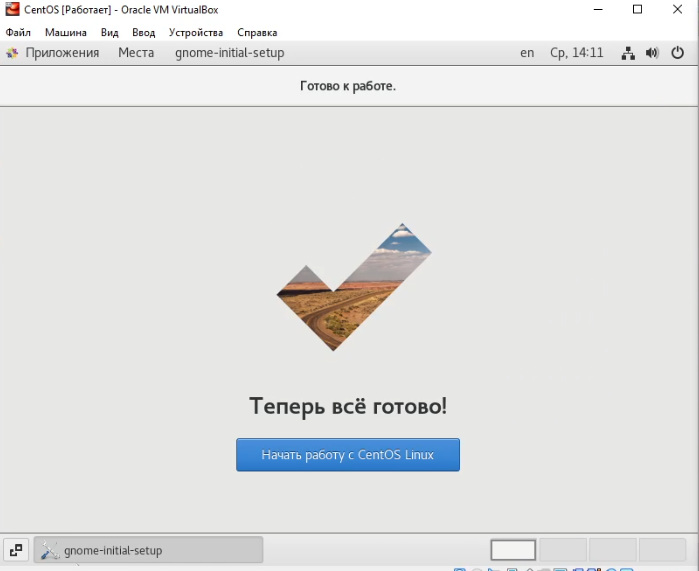 CentOS [Работает] - Oracle VM VirtualBox
Файл Машина Вид Ввод Устройства Справка
Приложения Места gnome-initial-setup en Ср, 14:11
Готово к работе.
Теперь всё готово!
Начать работу с CentOS Linux
gnome-initial-setup